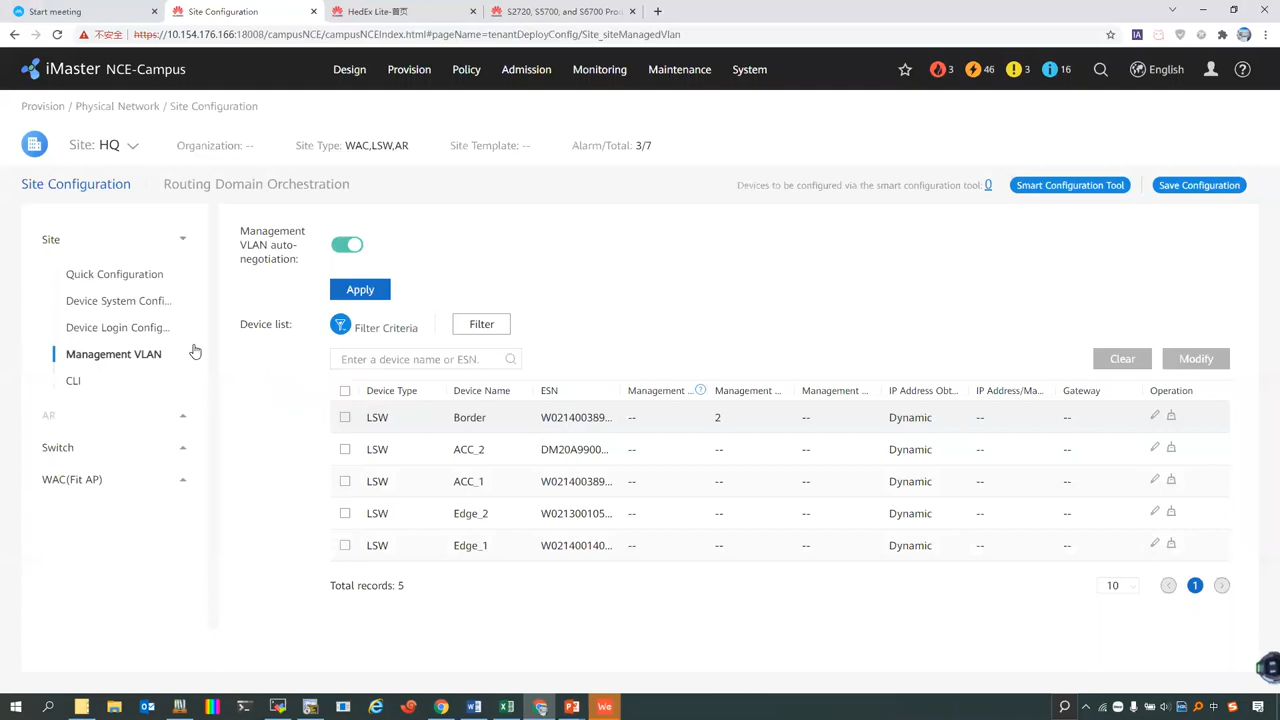 Start meeting
Site Configuration
HedEx Lite-首页
S2720, S5700, and S6700 Prod
不安全
https://10.154.176.166:18008/campusNCE/campusNCEIndex.html#pageName=tenantDeployConfig/Site_siteManagedVlan
iMaster NCE-Campus
Design
Provision
Policy
Admission
Monitoring
Maintenance
System
3
46
3
16
English
Provision / Physical Network / Site Configuration
Site: HQ
Organization: --
Site Type: WAC,LSW,AR
Site Template: --
Alarm/Total: 3/7
Site Configuration
Routing Domain Orchestration
Devices to be configured via the smart configuration tool: 0
Smart Configuration Tool
Save Configuration
Site
Quick Configuration
Device System Confi...
Device Login Config...
Management VLAN
CLI
AR
Switch
WAC(Fit AP)
Management
VLAN auto-
negotiation:
Apply
Device list:
Filter Criteria
Filter
Enter a device name or ESN.
Clear
Modify
Device Type Device Name ESN Management ... Management ... Management ... IP Address Obt... IP Address/Ma... Gateway Operation
LSW Border W021400389... -- 2 -- Dynamic -- --
LSW ACC_2 DM20A9900... -- -- -- Dynamic -- --
LSW ACC_1 W021400389... -- -- -- Dynamic -- --
LSW Edge_2 W021300105... -- -- -- Dynamic -- --
LSW Edge_1 W021400140... -- -- -- Dynamic -- --
Total records: 5
10
1